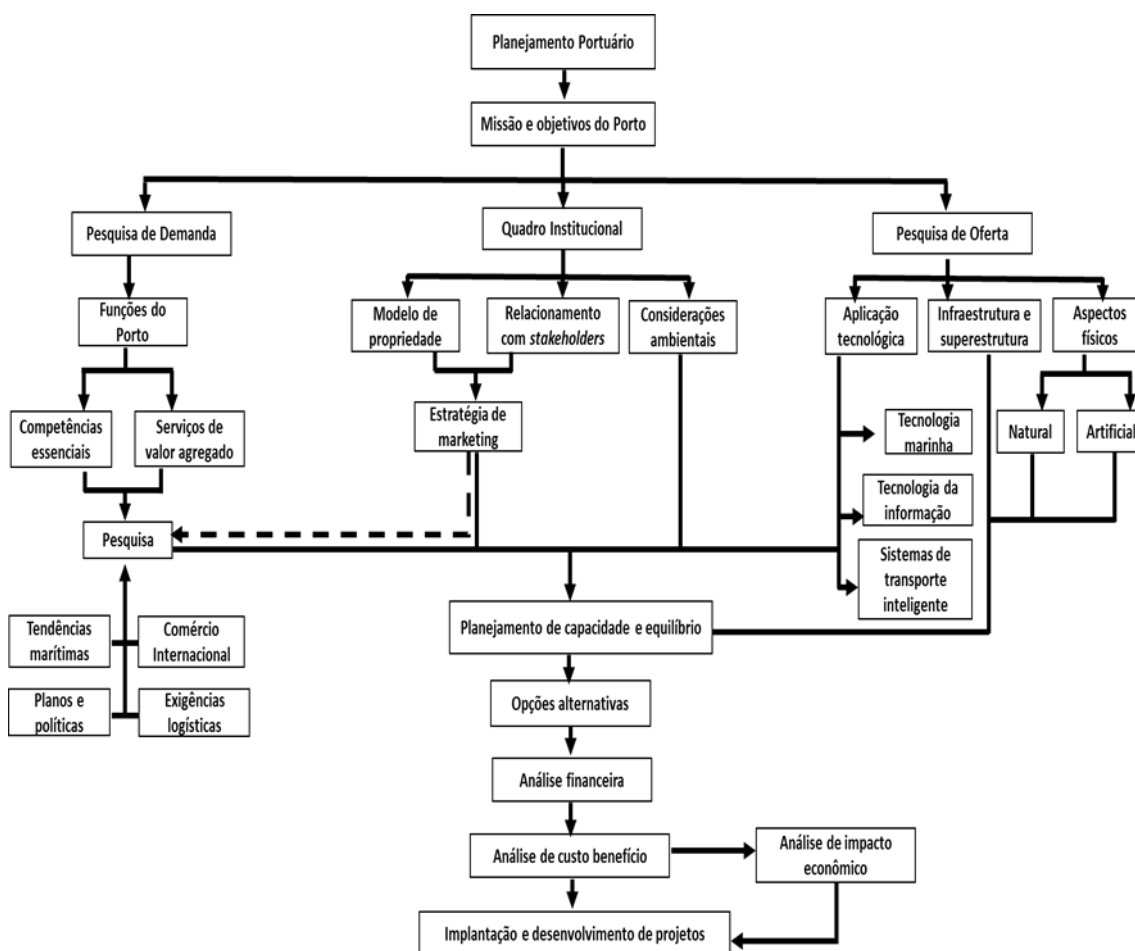 Planejamento Portuário
Missão e objetivos do Porto
Pesquisa de Demanda
Quadro Institucional
Pesquisa de Oferta
Funções do
Porto
Modelo de
propriedade
Relacionamento
com stakeholders
Considerações
ambientais
Aplicação
tecnológica
Infraestrutura e
superestrutura
Aspectos
físicos
Competências
essenciais
Serviços de
valor agregado
Estratégia de
marketing
Tecnologia
marinha
Natural
Artificial
Tecnologia da
informação
Pesquisa
Sistemas de
transporte
inteligente
Tendências
marítimas
Comércio
Internacional
Planejamento de capacidade e equilíbrio
Planos e
políticas
Exigências
logísticas
Opções alternativas
Análise financeira
Análise de custo benefício
Análise de impacto
econômico
Implantação e desenvolvimento de projetos